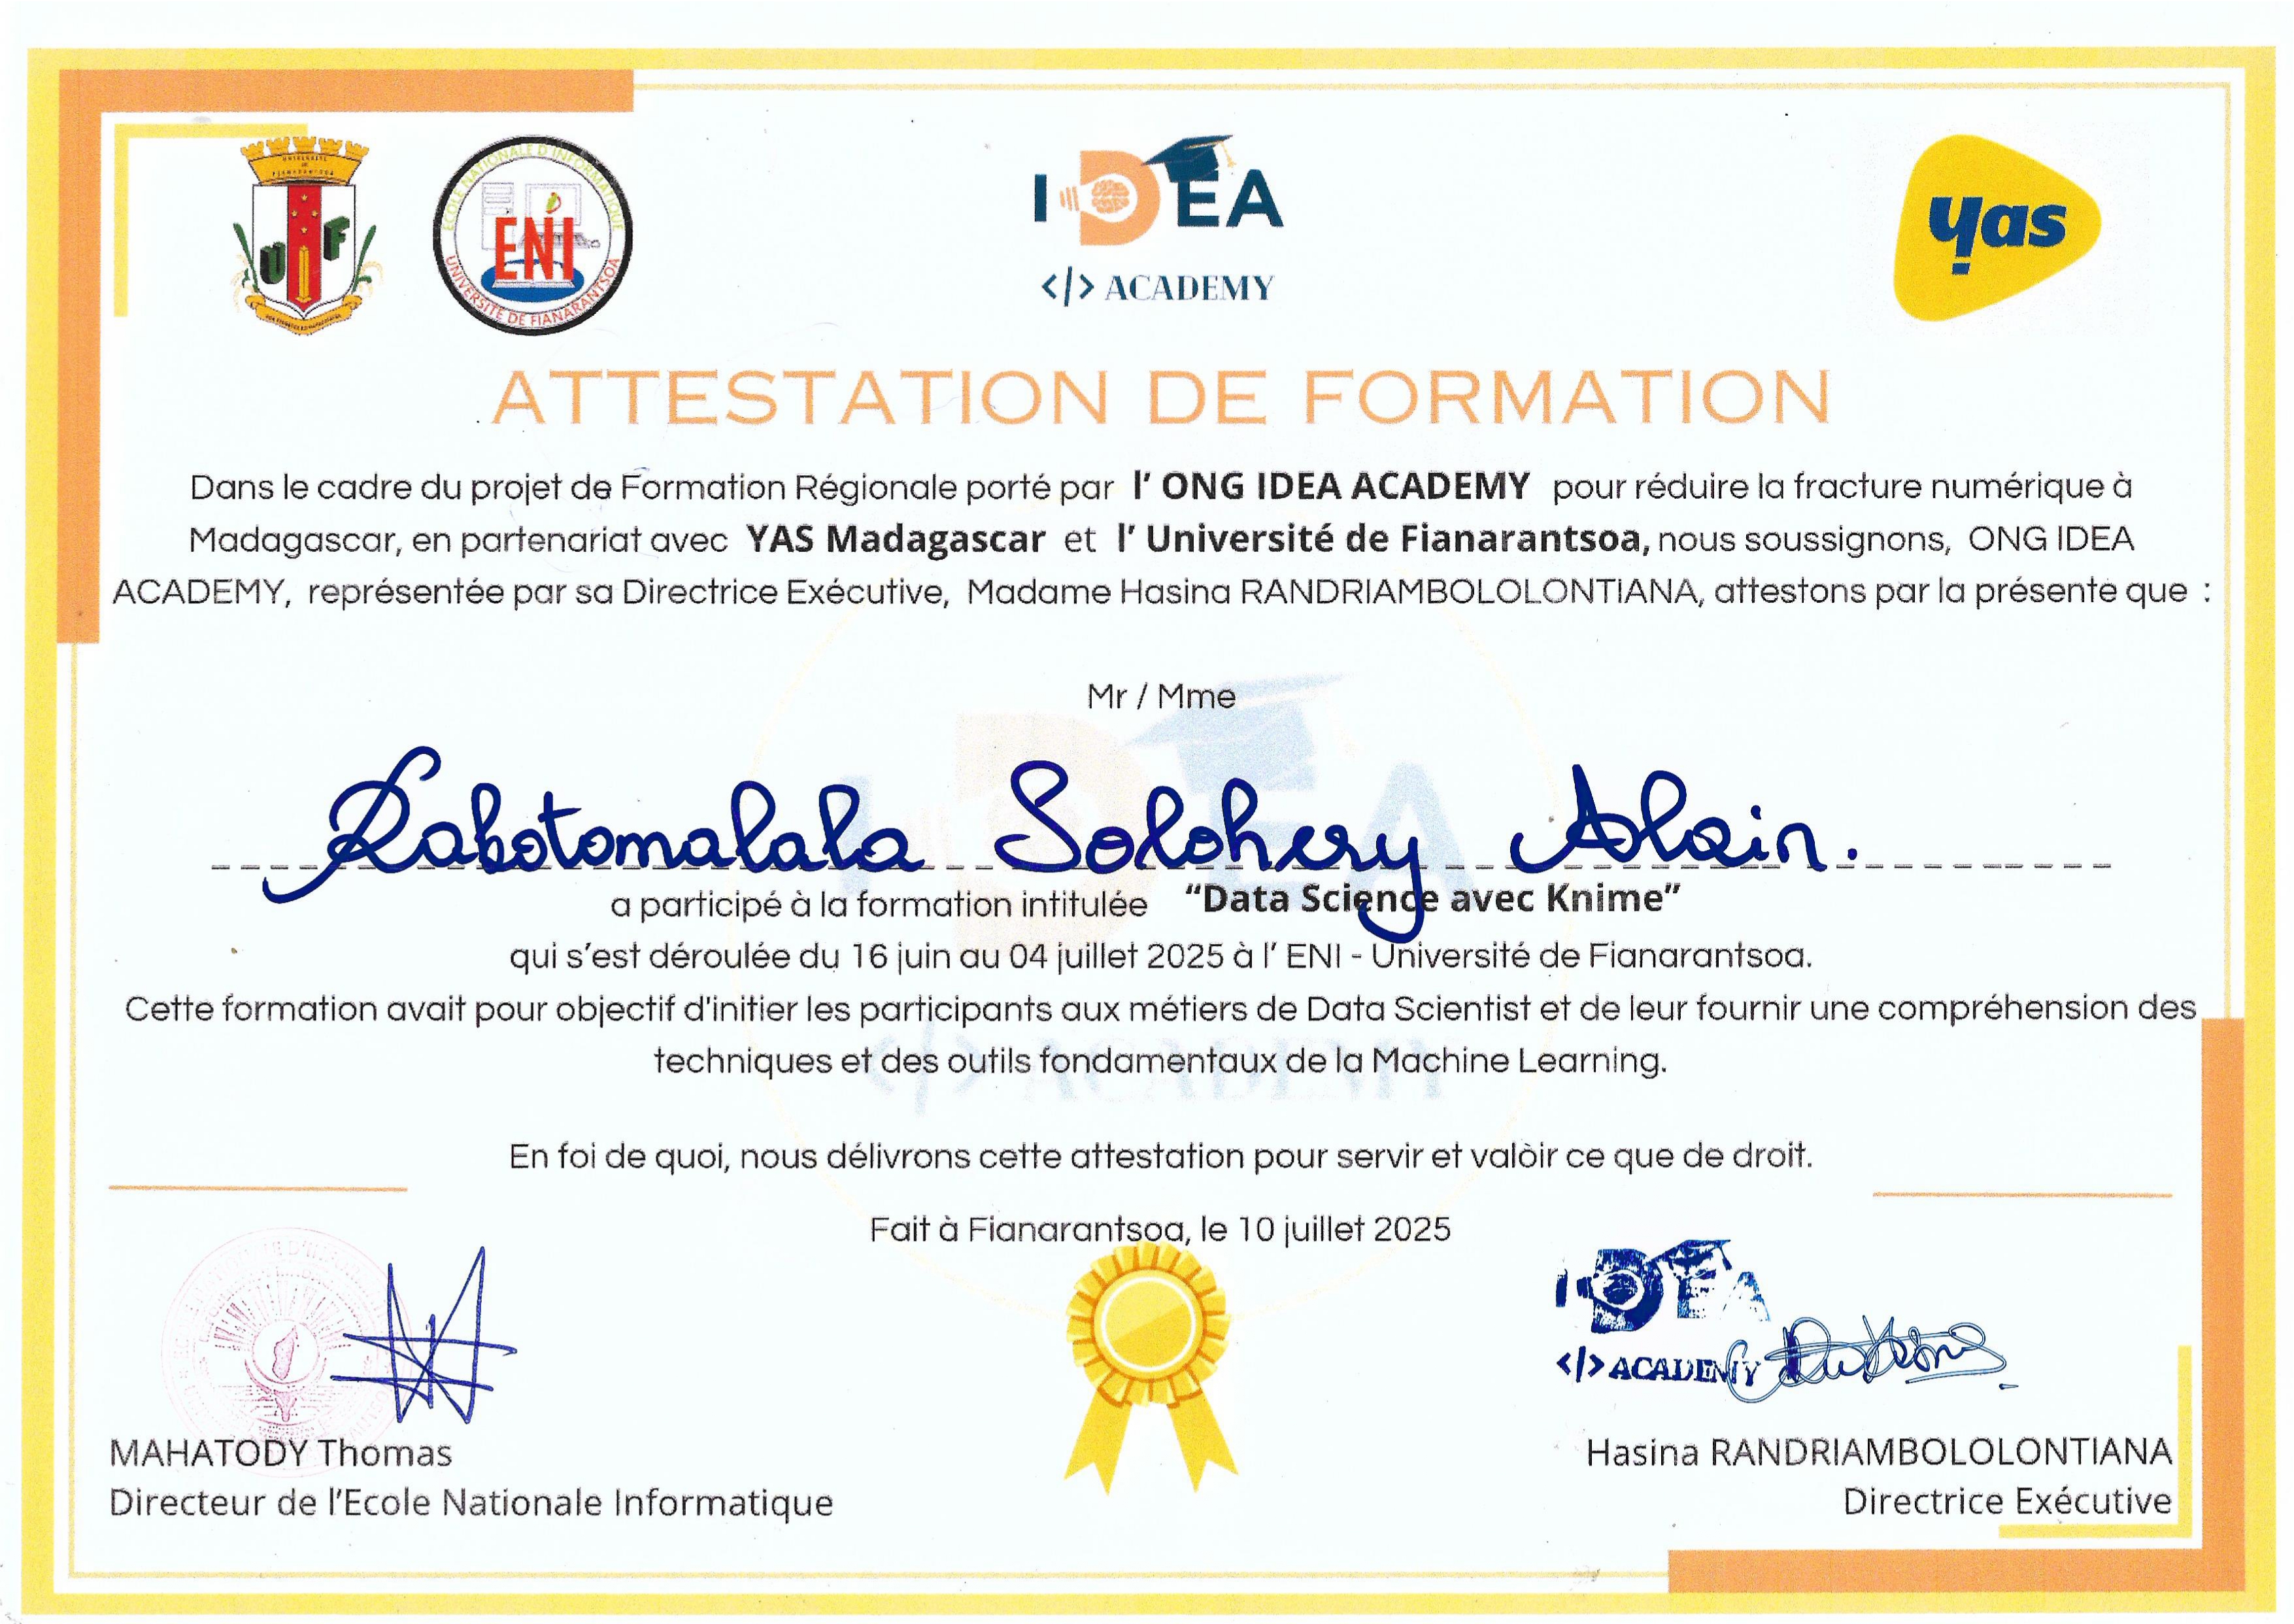 UNIVERSITÉ
DE
FIANARANTSOA
U F
ECOLE NATIONALE D'INFORMATIQUE
ENI
UNIVERSITÉ DE FIANARANTSOA
IDEA
</> ACADEMY
yas
ATTESTATION DE FORMATION
Dans le cadre du projet de Formation Régionale porté par l' ONG IDEA ACADEMY pour réduire la fracture numérique à
Madagascar, en partenariat avec YAS Madagascar et l' Université de Fianarantsoa, nous soussignons, ONG IDEA
ACADEMY, représentée par sa Directrice Exécutive, Madame Hasina RANDRIAMBOLOLONTIANA, attestons par la présente que :
Mr / Mme
Rabotomalala Solohery Alain.
a participé à la formation intitulée “Data Science avec Knime”
qui s’est déroulée du 16 juin au 04 juillet 2025 à l’ ENI - Université de Fianarantsoa.
Cette formation avait pour objectif d'initier les participants aux métiers de Data Scientist et de leur fournir une compréhension des
techniques et des outils fondamentaux de la Machine Learning.
En foi de quoi, nous délivrons cette attestation pour servir et valoir ce que de droit.
Fait à Fianarantsoa, le 10 juillet 2025
IDEA
</> ACADEMY
MAHATODY Thomas
Directeur de l’Ecole Nationale Informatique
Hasina RANDRIAMBOLOLONTIANA
Directrice Exécutive